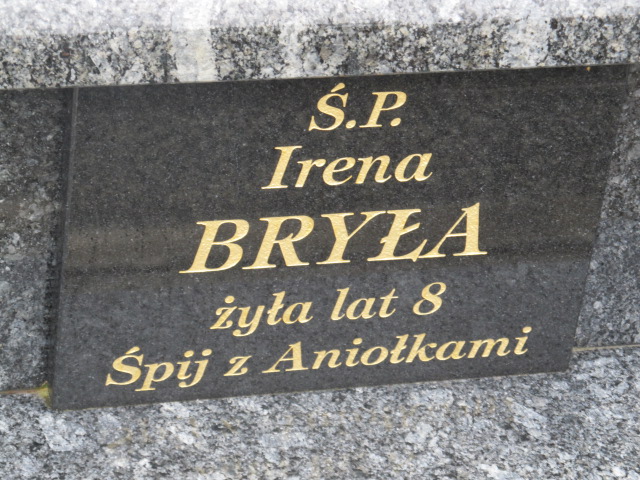 Ś.P.
Irena
BRYŁA
żyła lat 8
Śpij z Aniołkami